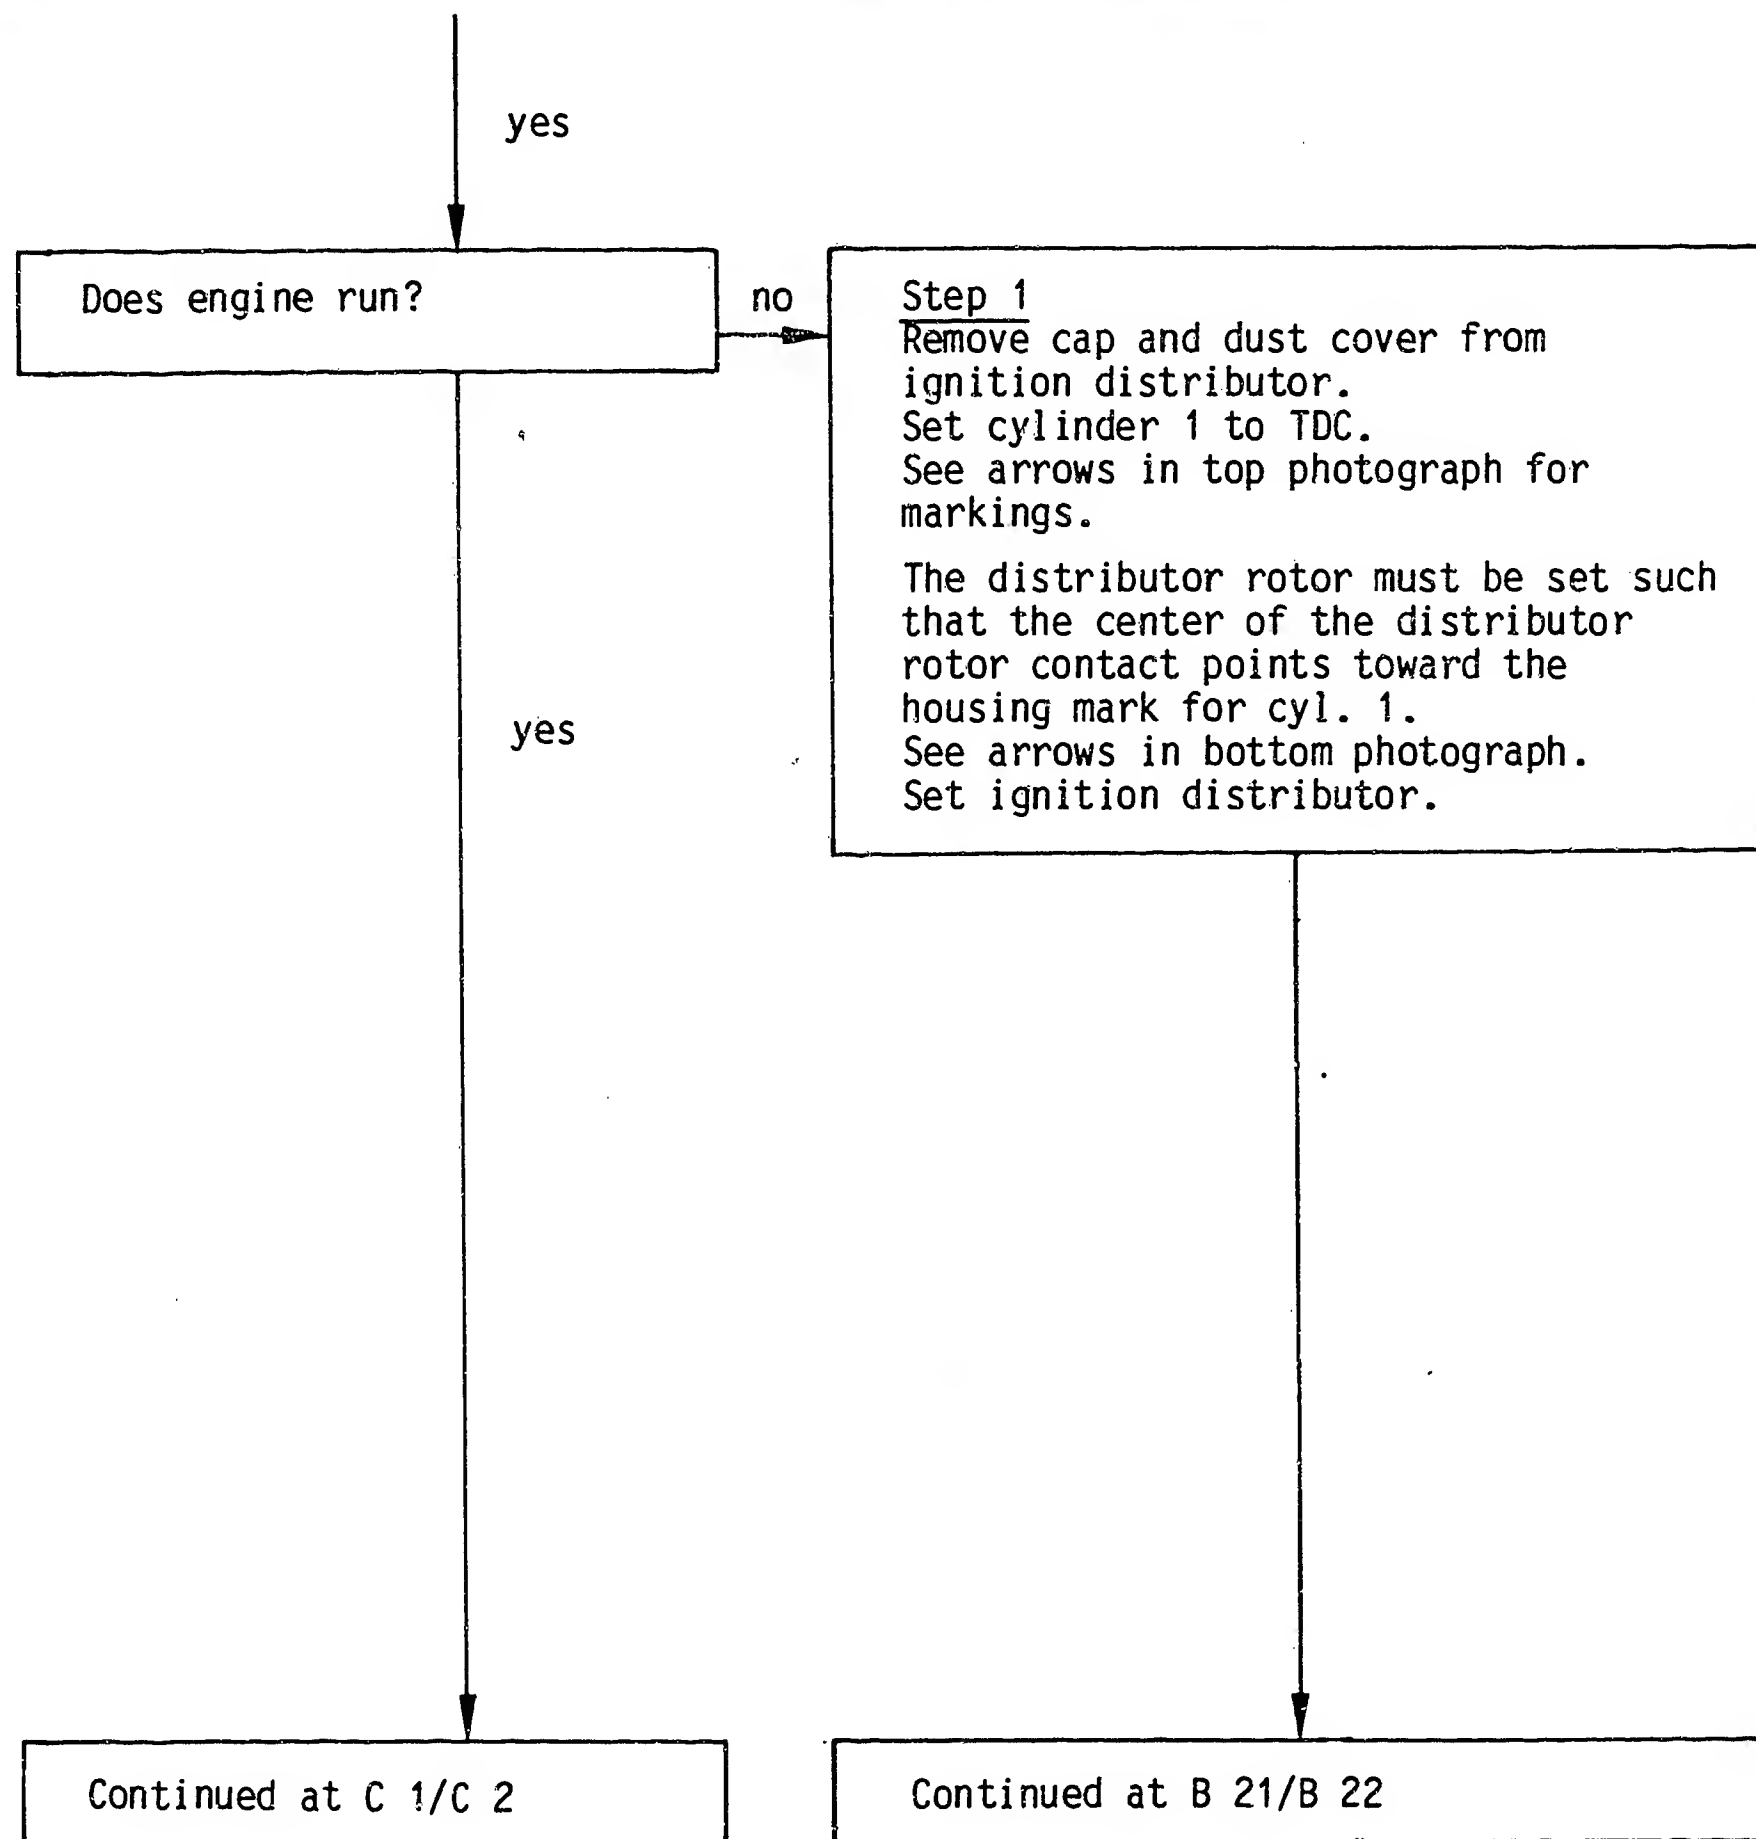 yes
Does engine run?
no
Step 1
Remove cap and dust cover from
ignition distributor.
Set cylinder 1 to TDC.
See arrows in top photograph for
markings.
The distributor rotor must be set such
that the center of the distributor
rotor contact points toward the
housing mark for cyl. 1.
See arrows in bottom photograph.
Set ignition distributor.
yes
Continued at C 1/C 2
Continued at B 21/B 22